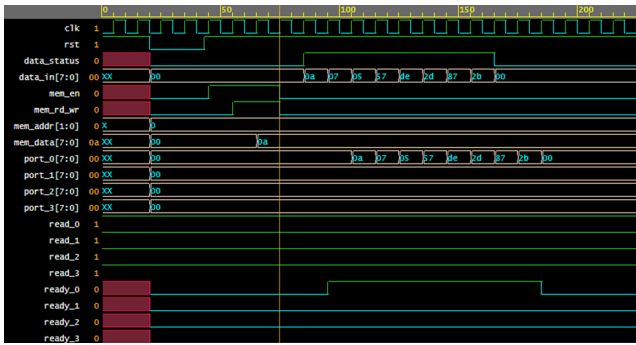 0 50 100 150 200
clk 1
rst 1
data_status 0
data_in[7:0] 00 XX 00 0a 07 05 57 de 2d 87 2b 00
mem_en 0
mem_rd_wr 0
mem_addr[1:0] 0 X 0
mem_data[7:0] 0a XX 00 0a
port_0[7:0] 00 XX 00 0a 07 05 57 de 2d 87 2b 00
port_1[7:0] 00 XX 00
port_2[7:0] 00 XX 00
port_3[7:0] 00 XX 00
read_0 1
read_1 1
read_2 1
read_3 1
ready_0 0
ready_1 0
ready_2 0
ready_3 0